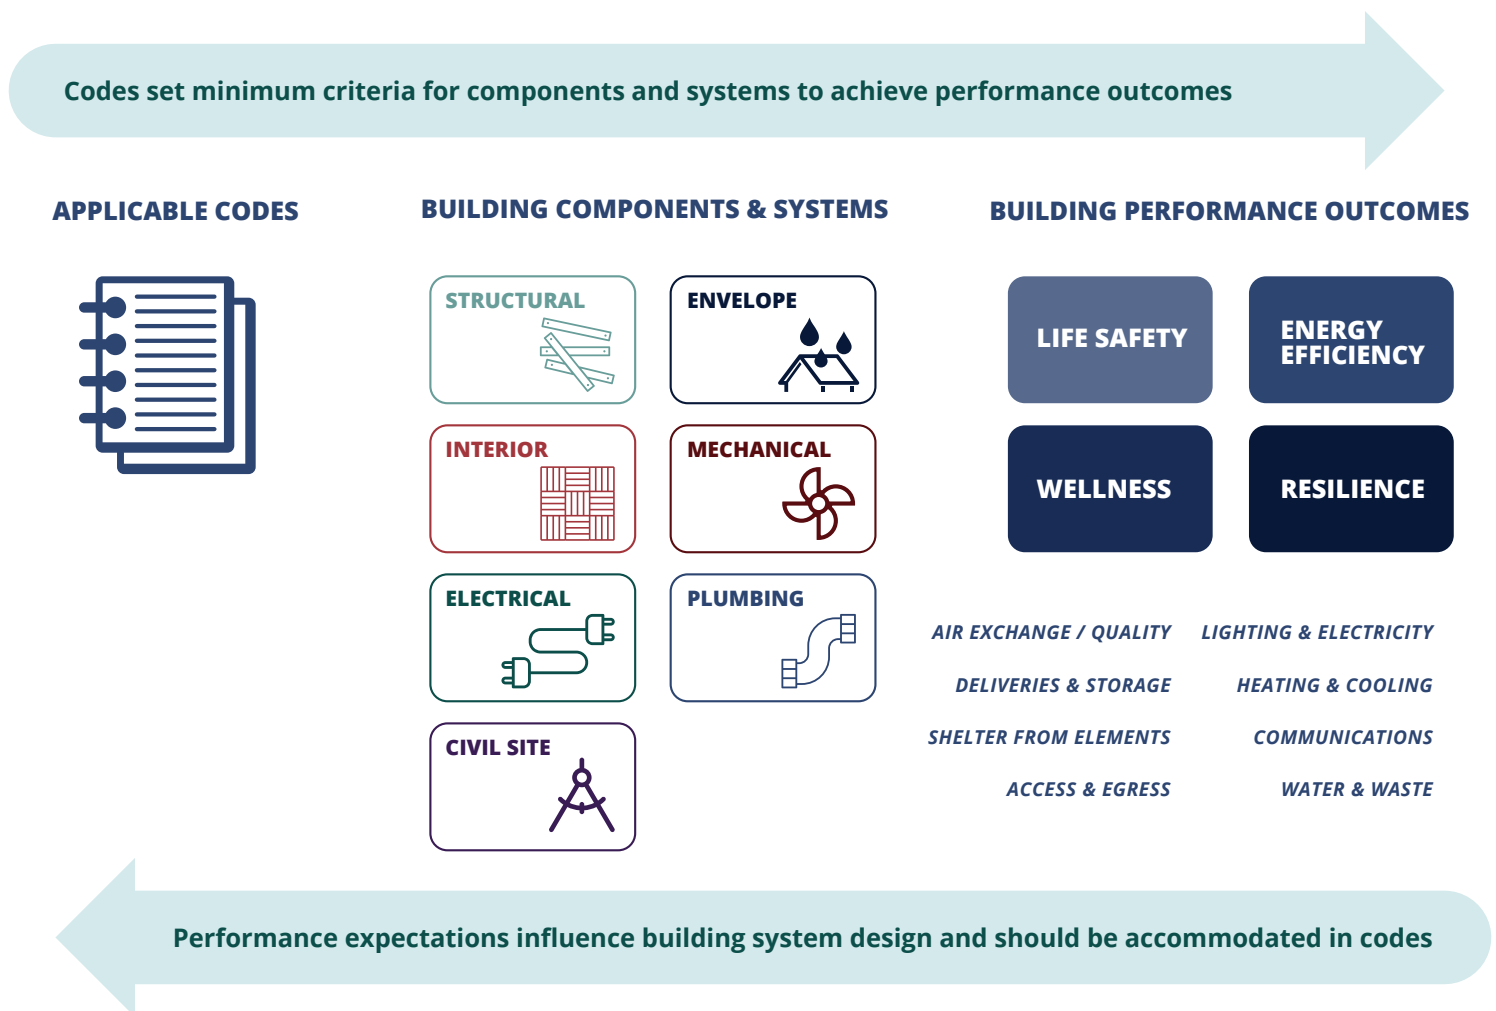 Codes set minimum criteria for components and systems to achieve performance outcomes
APPLICABLE CODES
BUILDING COMPONENTS & SYSTEMS
BUILDING PERFORMANCE OUTCOMES
STRUCTURAL
ENVELOPE
INTERIOR
MECHANICAL
ELECTRICAL
PLUMBING
CIVIL SITE
LIFE SAFETY
ENERGY
EFFICIENCY
WELLNESS
RESILIENCE
AIR EXCHANGE / QUALITY
LIGHTING & ELECTRICITY
DELIVERIES & STORAGE
HEATING & COOLING
SHELTER FROM ELEMENTS
COMMUNICATIONS
ACCESS & EGRESS
WATER & WASTE
Performance expectations influence building system design and should be accommodated in codes